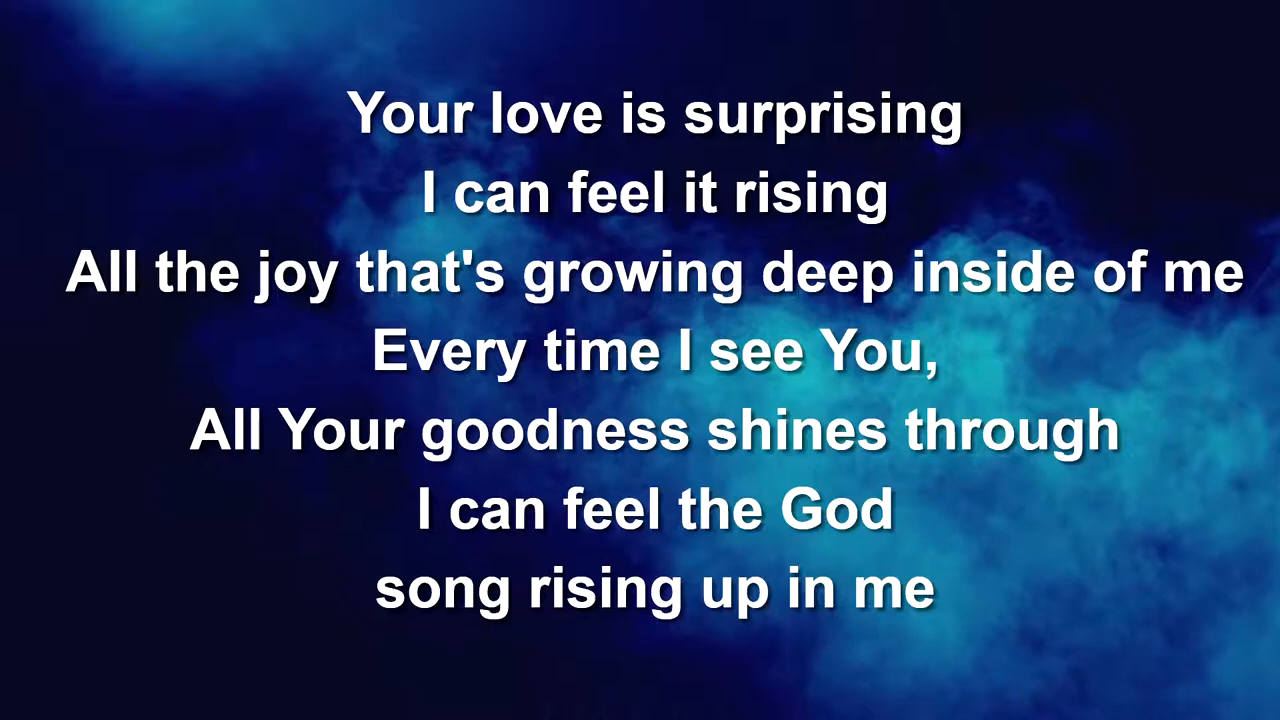 Your love is surprising
I can feel it rising
All the joy that's growing deep inside of me
Every time I see You,
All Your goodness shines through
I can feel the God
song rising up in me